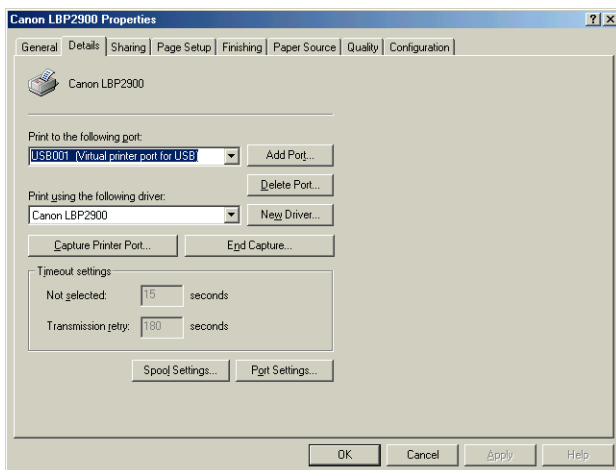 Canon LBP2900 Properties
General Details Sharing Page Setup Finishing Paper Source Quality Configuration
Canon LBP2900
Print to the following port:
USB001 (Virtual printer port for USB)
Add Port...
Delete Port...
Print using the following driver:
Canon LBP2900
New Driver...
Capture Printer Port... End Capture...
Timeout settings
Not selected: 15 seconds
Transmission retry: 180 seconds
Spool Settings... Port Settings...
OK Cancel Apply Help